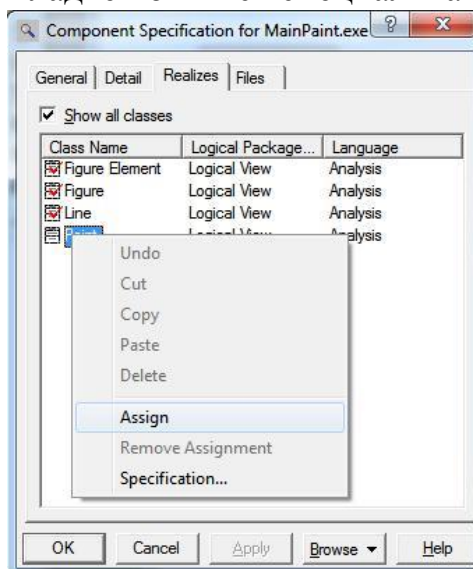 Component Specification for MainPaint.exe
General Detail Realizes Files
Show all classes
Class Name Logical Package... Language
Figure Element Logical View Analysis
Figure Logical View Analysis
Line Logical View Analysis
Analysis
Undo
Cut
Copy
Paste
Delete
Assign
Remove Assignment
Specification...
OK Cancel Apply Browse Help